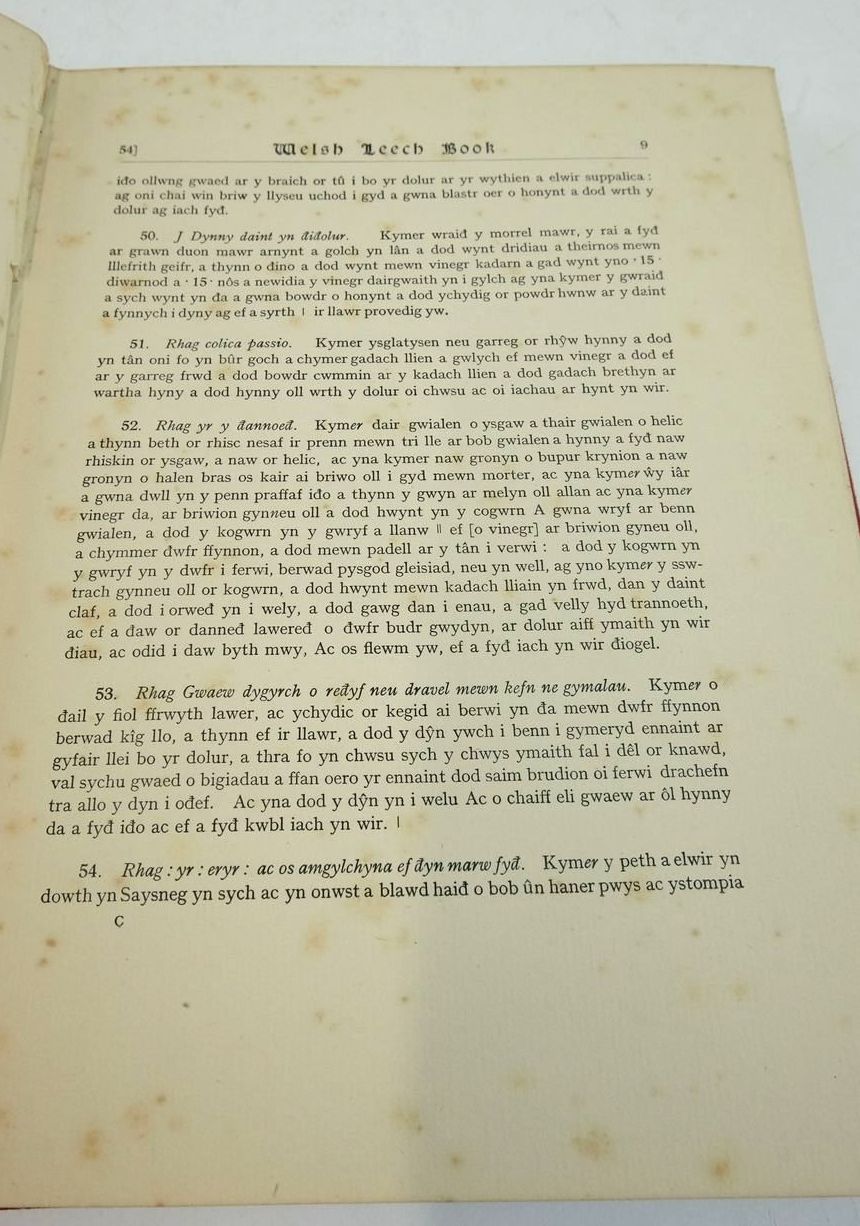 54] Welsh Leech Book 9
iđo ollwng gwaed ar y braich or tû i bo yr dolur ar yr wythien a elwir suppalica :
ag oni chai win briw y llyseu uchod i gyd a gwna blastr oer o honynt a dod wrth y
dolur ag iach fyđ.
50. J Dynny daint yn điđolur. Kymer wraid y morrel mawr, y rai a fyđ
ar grawn duon mawr arnynt a golch yn lân a dod wynt dridiau a theirnos mewn
lllefrith geifr, a thynn o dino a dod wynt mewn vinegr kadarn a gad wynt yno · 15 ·
diwarnod a · 15 · nôs a newidia y vinegr dairgwaith yn i gylch ag yna kymer y gwraid
a sych wynt yn da a gwna bowdr o honynt a dod ychydig or powdr hwnw ar y daint
a fynnych i dyny ag ef a syrth | ir llawr provedig yw.
51. Rhag colica passio. Kymer ysglatysen neu garreg or rhŷw hynny a dod
yn tân oni fo yn bûr goch a chymer gadach llien a gwlych ef mewn vinegr a dod ef
ar y garreg frwd a dod bowdr cwmmin ar y kadach llien a dod gadach brethyn ar
wartha hyny a dod hynny oll wrth y dolur oi chwsu ac oi iachau ar hynt yn wir.
52. Rhag yr y đannoeđ. Kymer dair gwialen o ysgaw a thair gwialen o helic
a thynn beth or rhisc nesaf ir prenn mewn tri lle ar bob gwialen a hynny a fyđ naw
rhiskin or ysgaw, a naw or helic, ac yna kymer naw gronyn o bupur krynion a naw
gronyn o halen bras os kair ai briwo oll i gyd mewn morter, ac yna kymer ŵy iâr
a gwna dwll yn y penn praffaf iđo a thynn y gwyn ar melyn oll allan ac yna kymer
vinegr da, ar briwion gynneu oll a dod hwynt yn y cogwrn A gwna wryf ar benn
gwialen, a dod y kogwrn yn y gwryf a llanw || ef [o vinegr] ar briwion gyneu oll,
a chymmer dwfr ffynnon, a dod mewn padell ar y tân i verwi : a dod y kogwrn yn
y gwryf yn y dwfr i ferwi, berwad pysgod gleisiad, neu yn well, ag yno kymer y ssw-
trach gynneu oll or kogwrn, a dod hwynt mewn kadach lliain yn frwd, dan y daint
claf, a dod i orweđ yn i wely, a dod gawg dan i enau, a gad velly hyd trannoeth,
ac ef a đaw or danneđ laweređ o đwfr budr gwydyn, ar dolur aiff ymaith yn wir
điau, ac odid i daw byth mwy, Ac os flewm yw, ef a fyđ iach yn wir điogel.
53. Rhag Gwaew dygyrch o ređyf neu dravel mewn kefn ne gymalau. Kymer o
đail y fiol ffrwyth lawer, ac ychydic or kegid ai berwi yn đa mewn dwfr ffynnon
berwad kîg llo, a thynn ef ir llawr, a dod y dŷn ywch i benn i gymeryd ennaint ar
gyfair llei bo yr dolur, a thra fo yn chwsu sych y chwys ymaith fal i dêl or knawd,
val sychu gwaed o bigiadau a ffan oero yr ennaint dod saim brudion oi ferwi drachefn
tra allo y dyn i ođef. Ac yna dod y dŷn yn i welu Ac o chaiff eli gwaew ar ôl hynny
da a fyđ iđo ac ef a fyđ kwbl iach yn wir. |
54. Rhag : yr : eryr : ac os amgylchyna ef đyn marw fyđ. Kymer y peth a elwir yn
dowth yn Saysneg yn sych ac yn onwst a blawd haiđ o bob ûn haner pwys ac ystompia
C